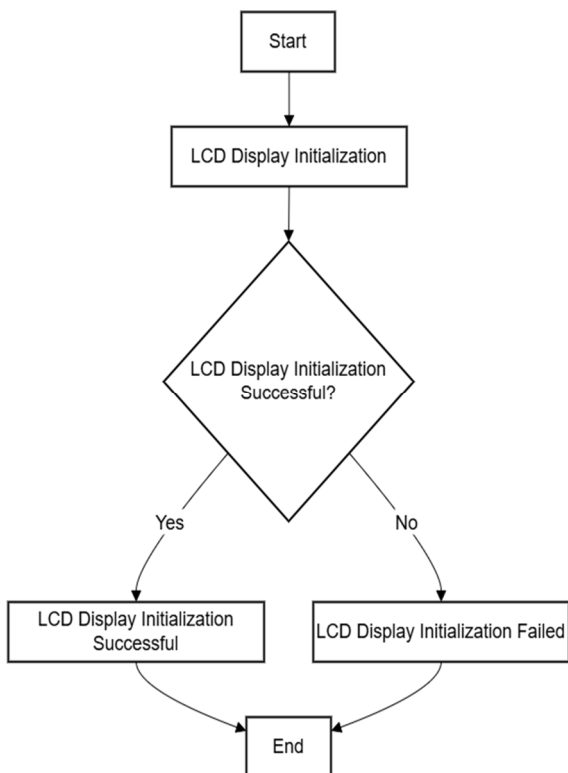 Start
LCD Display Initialization
LCD Display Initialization
Successful?
Yes
No
LCD Display Initialization
Successful
LCD Display Initialization Failed
End